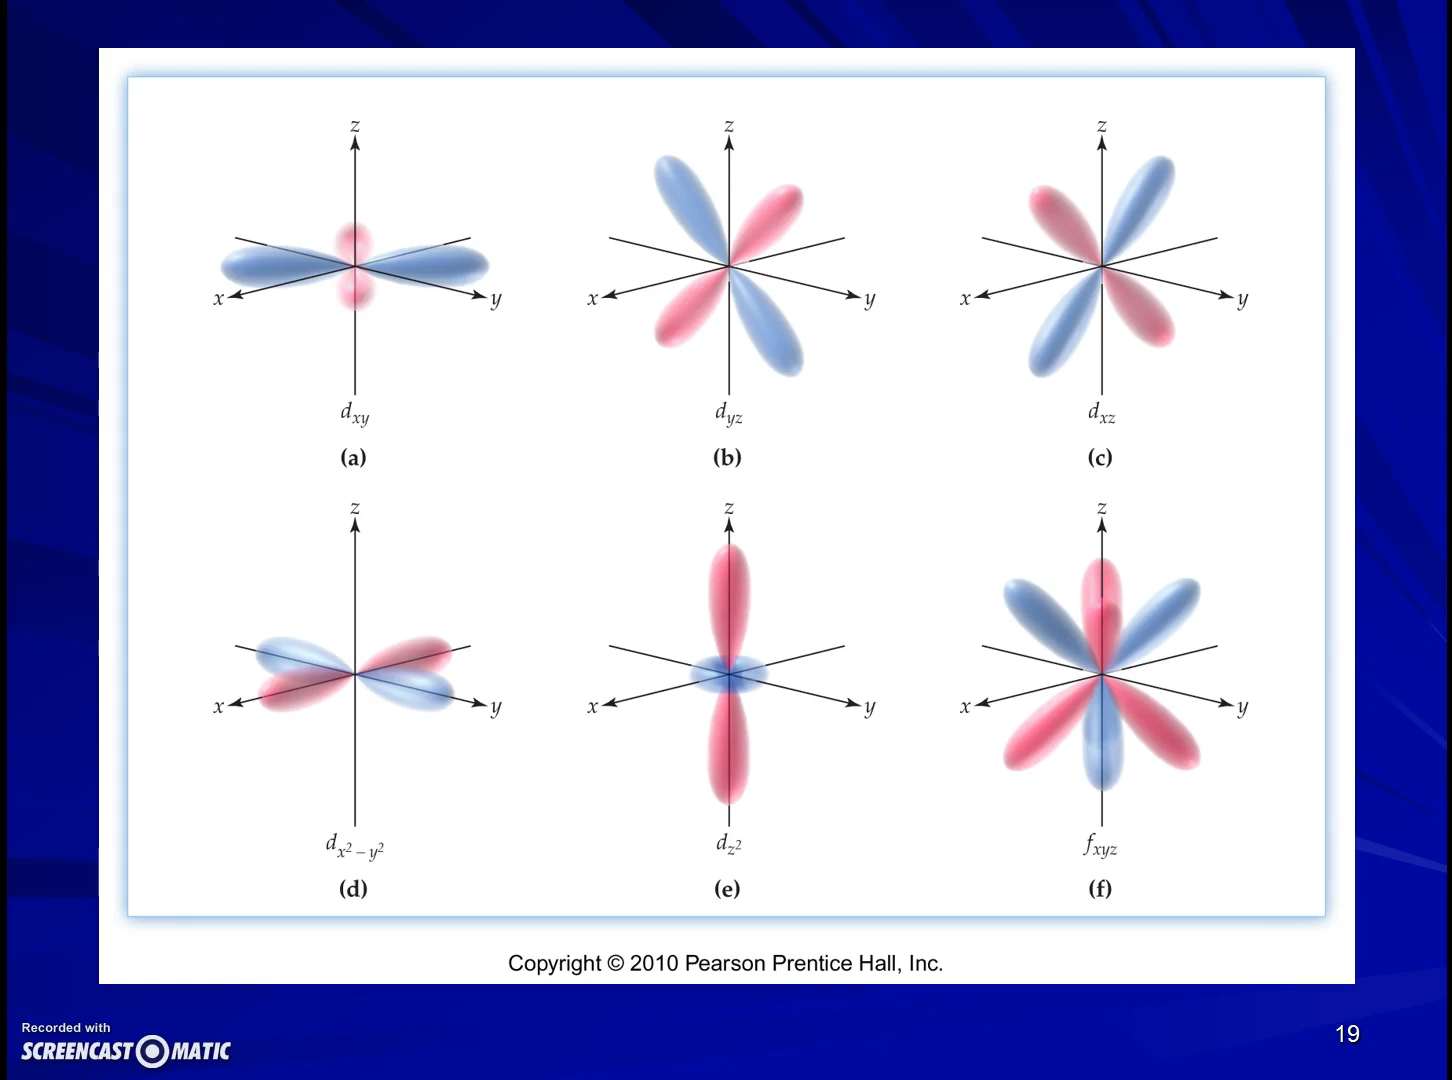 z z z
x y x y x y
dxy dyz dxz
(a) (b) (c)
z z z
x y x y x y
dx² – y² dz² fxyz
(d) (e) (f)
Copyright © 2010 Pearson Prentice Hall, Inc.
Recorded with
SCREENCAST MATIC
19